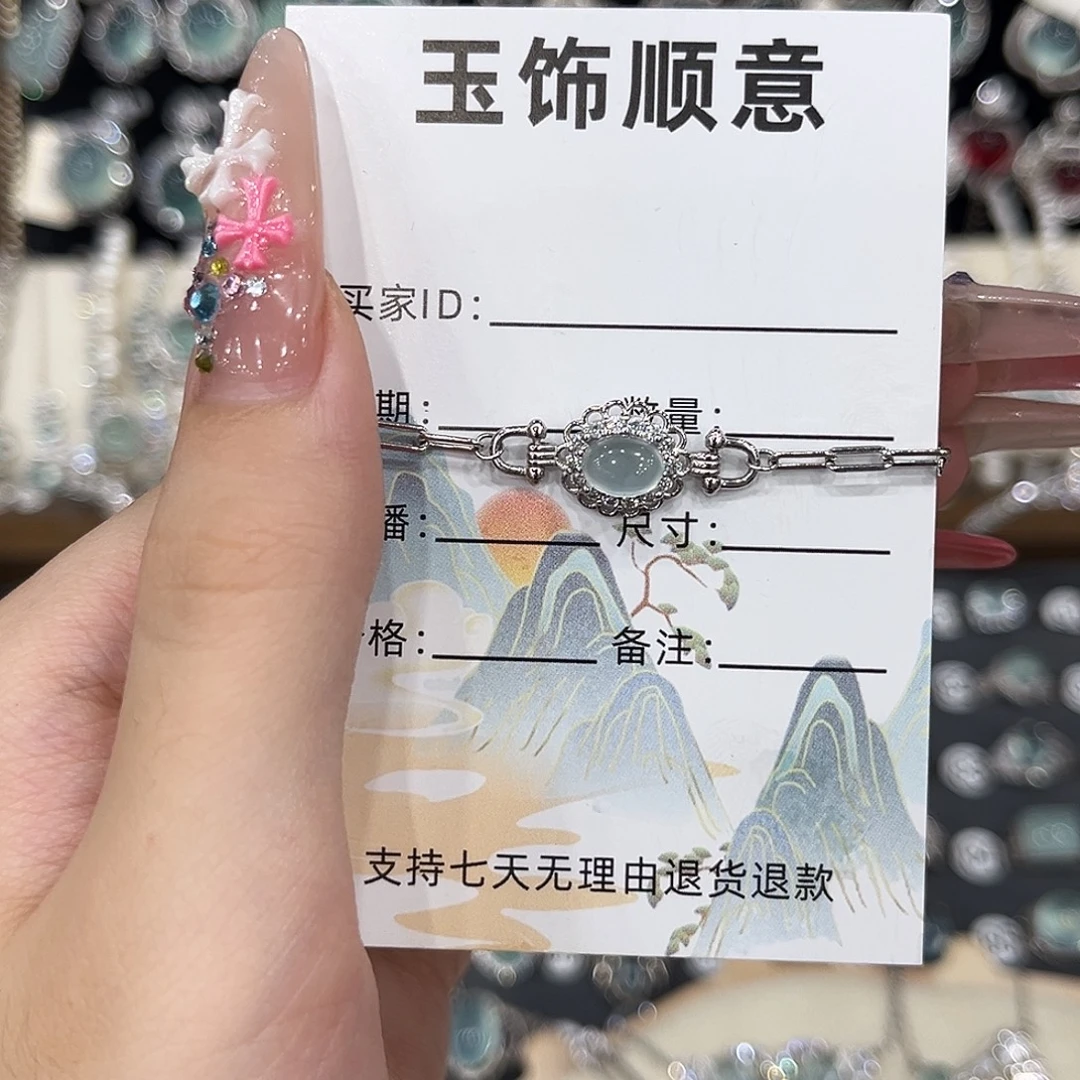 玉饰顺意
买家ID：
期： 数量：
播： 尺寸：
格： 备注：
支持七天无理由退货退款